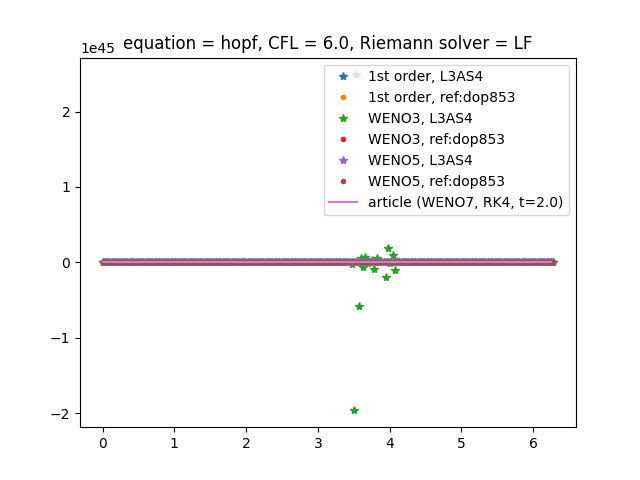 equation = hopf, CFL = 6.0, Riemann solver = LF
1e45
1st order, L3AS4
1st order, ref:dop853
WENO3, L3AS4
WENO3, ref:dop853
WENO5, L3AS4
WENO5, ref:dop853
article (WENO7, RK4, t=2.0)
2
1
0
−1
−2
0 1 2 3 4 5 6